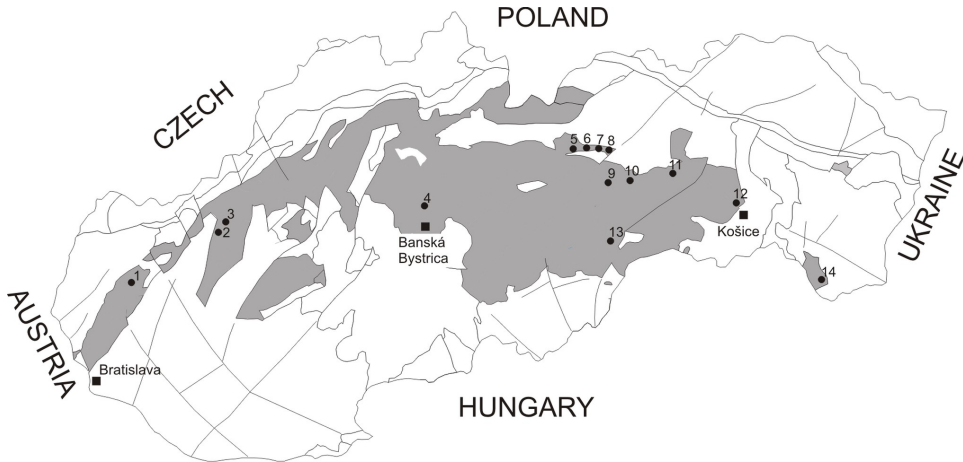 POLAND
CZECH
5 6 7 8
11
9
10
3
2
4
12
Košice
UKRAINE
Banská
Bystrica
13
14
1
AUSTRIA
Bratislava
HUNGARY